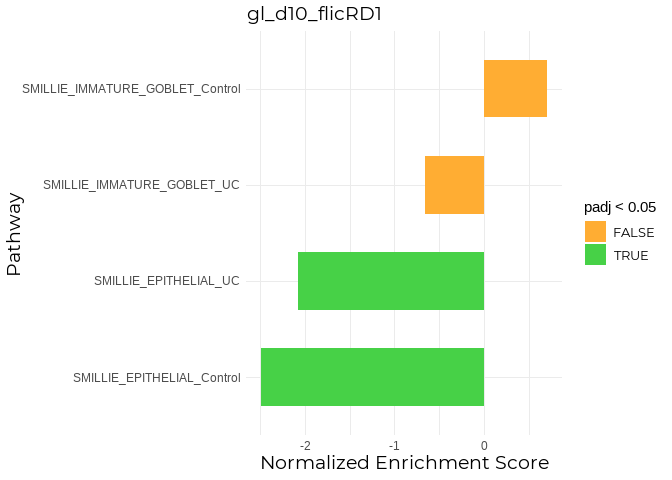 gl_d10_flicRD1
SMILLIE_IMMATURE_GOBLET_Control
SMILLIE_IMMATURE_GOBLET_UC
SMILLIE_EPITHELIAL_UC
SMILLIE_EPITHELIAL_Control
Pathway
-2 -1 0
Normalized Enrichment Score
padj < 0.05
FALSE
TRUE